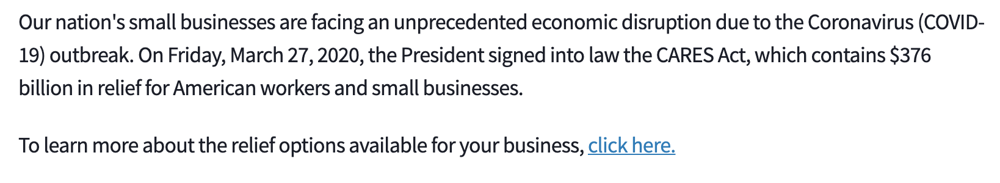 Our nation's small businesses are facing an unprecedented economic disruption due to the Coronavirus (COVID-
19) outbreak. On Friday, March 27, 2020, the President signed into law the CARES Act, which contains $376
billion in relief for American workers and small businesses.
To learn more about the relief options available for your business, click here.